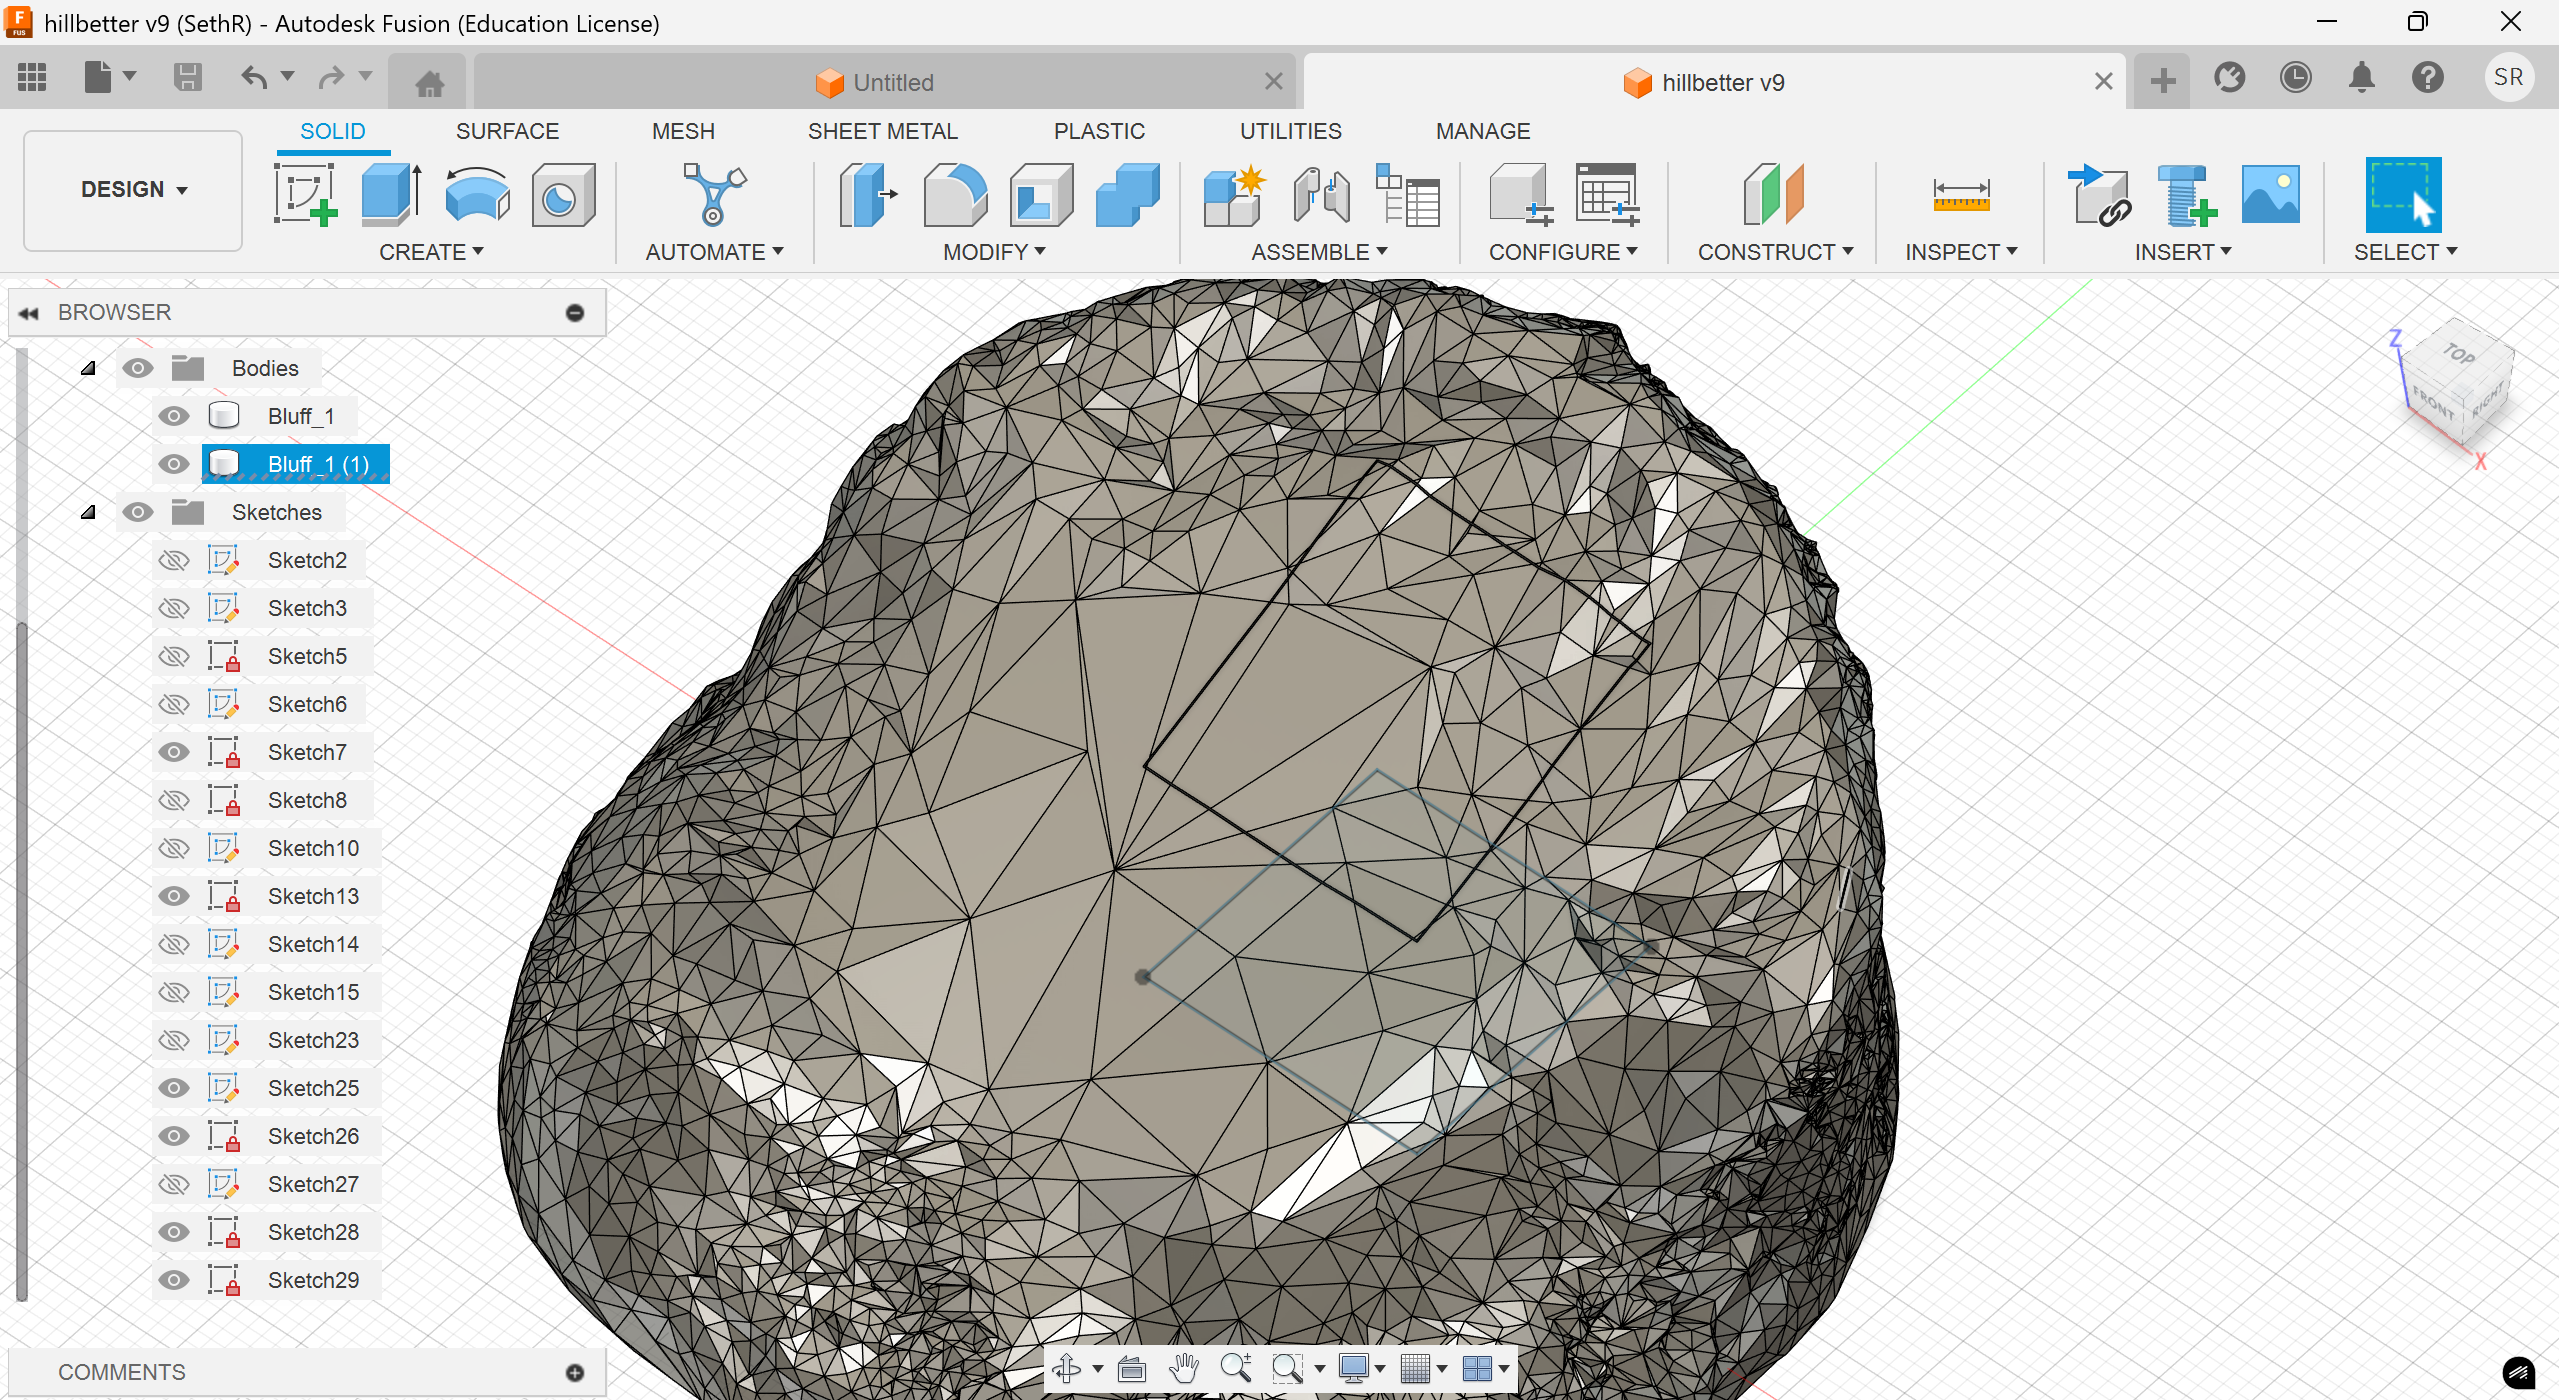 hillbetter v9 (SethR) - Autodesk Fusion (Education License)
Untitled
hillbetter v9
SR
DESIGN
SOLID
SURFACE
MESH
SHEET METAL
PLASTIC
UTILITIES
MANAGE
CREATE
AUTOMATE
MODIFY
ASSEMBLE
CONFIGURE
CONSTRUCT
INSPECT
INSERT
SELECT
BROWSER
Bodies
Bluff_1
Bluff_1 (1)
Sketches
Sketch2
Sketch3
Sketch5
Sketch6
Sketch7
Sketch8
Sketch10
Sketch13
Sketch14
Sketch15
Sketch23
Sketch25
Sketch26
Sketch27
Sketch28
Sketch29
Z
TOP
FRONT
RIGHT
X
COMMENTS
F
FUS